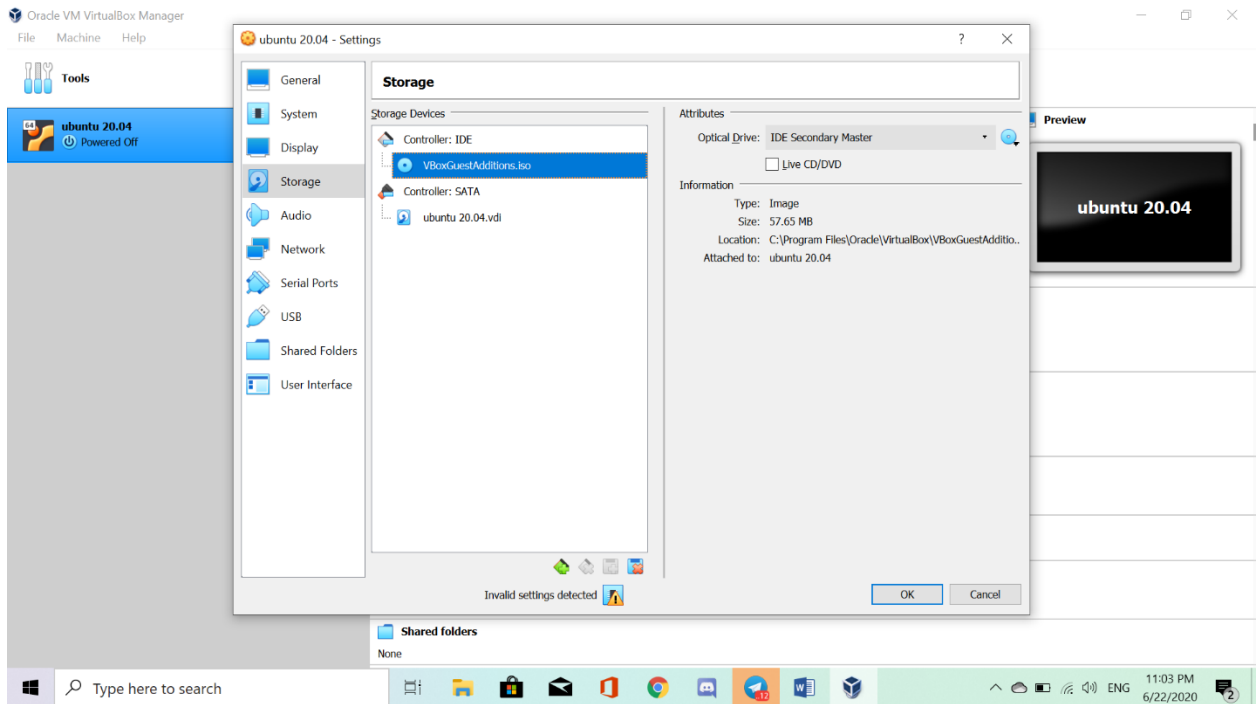 Oracle VM VirtualBox Manager
File Machine Help
Tools
64
ubuntu 20.04
Powered Off
ubuntu 20.04 - Settings
?
General
System
Display
Storage
Audio
Network
Serial Ports
USB
Shared Folders
User Interface
Storage
Storage Devices
Controller: IDE
VBoxGuestAdditions.iso
Controller: SATA
ubuntu 20.04.vdi
Attributes
Optical Drive: IDE Secondary Master
Live CD/DVD
Information
Type: Image
Size: 57.65 MB
Location: C:\Program Files\Oracle\VirtualBox\VBoxGuestAdditio..
Attached to: ubuntu 20.04
Invalid settings detected
OK Cancel
Preview
ubuntu 20.04
Shared folders
None
Type here to search
12
ENG
11:03 PM
6/22/2020
2